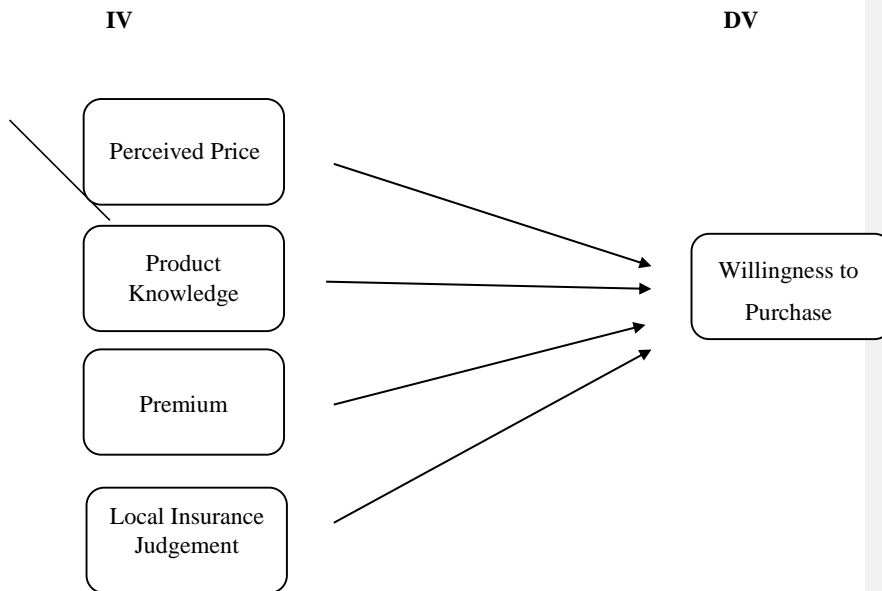 IV
DV
Perceived Price
Product
Knowledge
Willingness to
Purchase
Premium
Local Insurance
Judgement